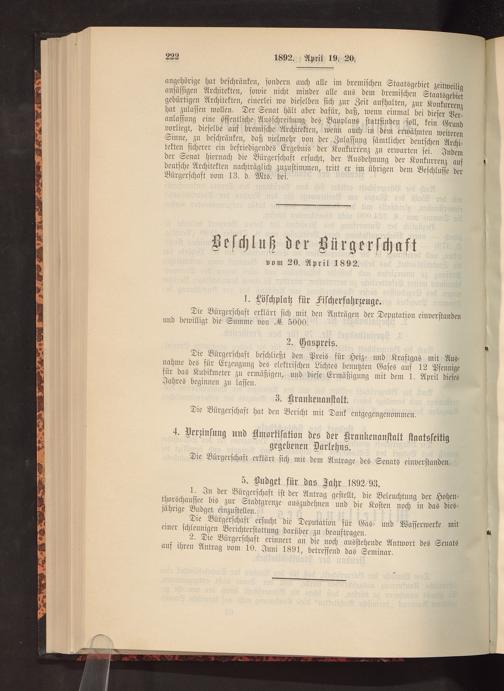 222
1892. April 19. 20.
angehörige hat beschränken, sondern auch alle im bremischen Staatsgebiet zeitweilig
ansässigen Architekten, sowie nicht minder alle aus dem bremischen Staatsgebiet
gebürtigen Architekten, einerlei wo dieselben sich zur Zeit aufhalten, zur Konkurrenz
hat zulassen wollen. Der Senat hält aber dafür, daß, wenn einmal bei dieser Ver-
anlassung eine öffentliche Ausschreibung des Bauplans stattfinden soll, kein Grund
vorliegt, dieselbe auf bremische Architekten, wenn auch in dem erwähnten weiteren
Sinne, zu beschränken, daß vielmehr von der Zulassung sämtlicher deutschen Archi-
tekten sicherer ein befriedigendes Ergebnis der Konkurrenz zu erwarten sei. Indem
der Senat hiernach die Bürgerschaft ersucht, der Ausdehnung der Konkurrenz auf
deutsche Architekten nachträglich zuzustimmen, tritt er im übrigen dem Beschlusse der
Bürgerschaft vom 13. d. Mts. bei.
Beschluß der Bürgerschaft
vom 20. April 1892.
1. Löschplatz für Fischerfahrzeuge.
Die Bürgerschaft erklärt sich mit den Anträgen der Deputation einverstanden
und bewilligt die Summe von M. 5000.
2. Gaspreis.
Die Bürgerschaft beschließt den Preis für Heiz- und Kraftgas mit Aus-
nahme des für Erzeugung des elektrischen Lichtes benutzten Gases auf 12 Pfennige
für das Kubikmeter zu ermäßigen, und diese Ermäßigung mit dem 1. April dieses
Jahres beginnen zu lassen.
3. Krankenanstalt.
Die Bürgerschaft hat den Bericht mit Dank entgegengenommen.
4. Verzinsung und Amortisation des der Krankenanstalt staatsseitig
gegebenen Darlehns.
Die Bürgerschaft erklärt sich mit dem Antrage des Senats einverstanden.
5. Budget für das Jahr 1892/93.
1. In der Bürgerschaft ist der Antrag gestellt, die Beleuchtung der Hohen-
thorschaussee bis zur Stadtgrenze auszudehnen und die Kosten noch in das dies-
jährige Budget einzustellen.
Die Bürgerschaft ersucht die Deputation für Gas- und Wasserwerke mit
einer schleunigen Berichterstattung darüber zu beauftragen.
2. Die Bürgerschaft erinnert an die noch ausstehende Antwort des Senats
auf ihren Antrag vom 10. Juni 1891, betreffend das Seminar.